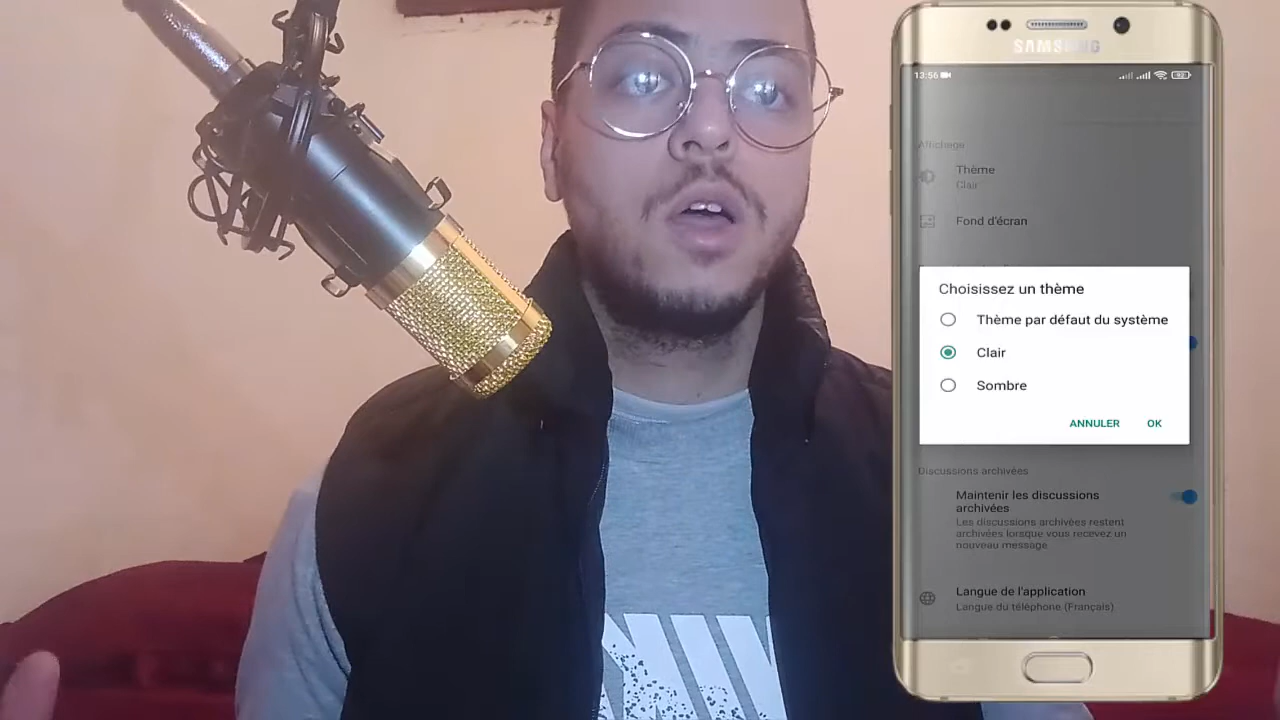 SAMSUNG
13:56
92
Affichage
Thème
Clair
Fond d'écran
Choisissez un thème
Thème par défaut du système
Clair
Sombre
ANNULER
OK
Discussions archivées
Maintenir les discussions
archivées
Les discussions archivées restent
archivées lorsque vous recevez un
nouveau message
Langue de l'application
Langue du téléphone (Français)